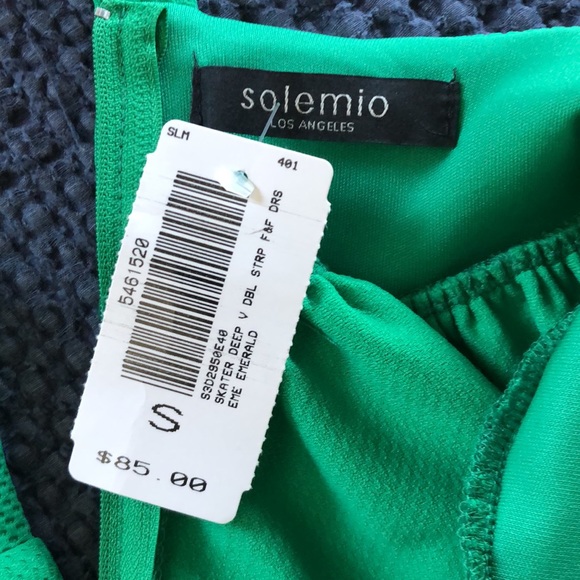 solemio
LOS ANGELES
SLM
401
5461520
S3D2950E40
SKATER DEEP V DBL STRP F&F DRS
EME EMERALD
S
$85.00